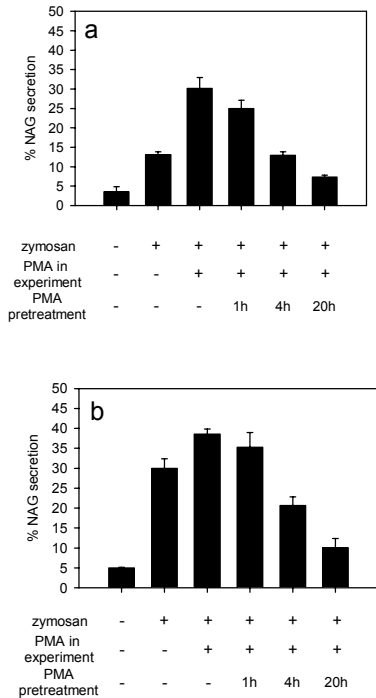 a
50
45
40
35
30
25
20
15
10
5
0
% NAG secretion
zymosan - + + + + +
PMA in
experiment - - + + + +
PMA
pretreatment - - - 1h 4h 20h
b
50
45
40
35
30
25
20
15
10
5
0
% NAG secretion
zymosan - + + + + +
PMA in
experiment - - + + + +
PMA
pretreatment - - - 1h 4h 20h